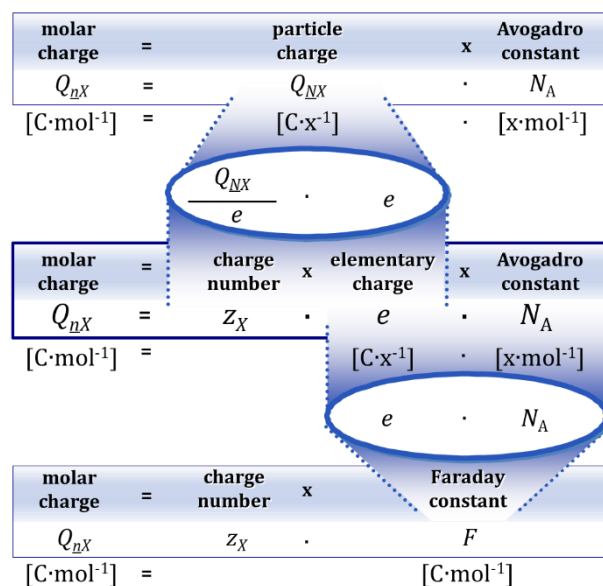 molar = particle x Avogadro
charge charge constant
Q_nX = Q_NX · N_A
[C·mol⁻¹] = [C·x⁻¹] · [x·mol⁻¹]
Q_NX
e · e
molar = charge x elementary x Avogadro
charge number charge constant
Q_nX = z_X · e · N_A
[C·mol⁻¹] = [C·x⁻¹] · [x·mol⁻¹]
e · N_A
molar = charge x Faraday
charge number constant
Q_nX = z_X · F
[C·mol⁻¹] = [C·mol⁻¹]